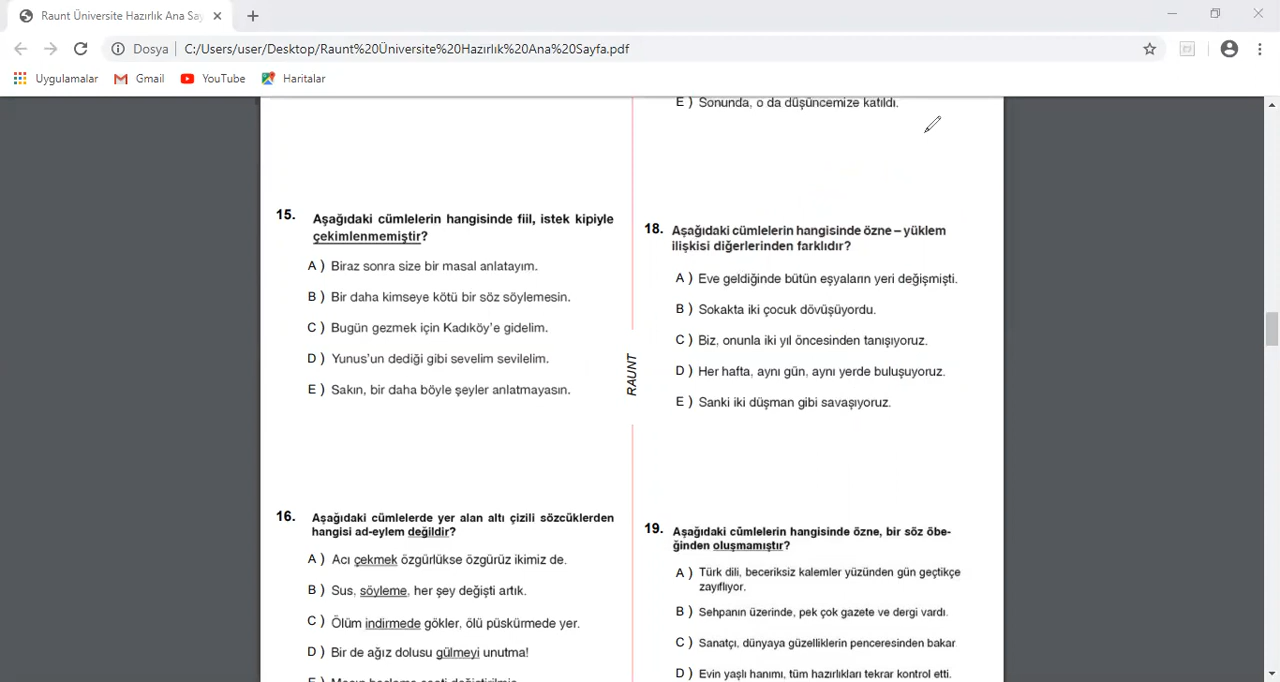 Raunt Üniversite Hazırlık Ana Say
Dosya C:/Users/user/Desktop/Raunt%20Üniversite%20Hazırlık%20Ana%20Sayfa.pdf
Uygulamalar Gmail YouTube Haritalar
15. Aşağıdaki cümlelerin hangisinde fiil, istek kipiyle
çekimlenmemiştir?
A ) Biraz sonra size bir masal anlatayım.
B ) Bir daha kimseye kötü bir söz söylemesin.
C ) Bugün gezmek için Kadıköy'e gidelim.
D ) Yunus'un dediği gibi sevelim sevilelim.
E ) Sakın, bir daha böyle şeyler anlatmayasın.
16. Aşağıdaki cümlelerde yer alan altı çizili sözcüklerden
hangisi ad-eylem değildir?
A ) Acı çekmek özgürlükse özgürüz ikimiz de.
B ) Sus, söyleme, her şey değişti artık.
C ) Ölüm indirmede gökler, ölü püskürmede yer.
D ) Bir de ağız dolusu gülmeyi unutma!
RAUNT
E ) Sonunda, o da düşüncemize katıldı.
18. Aşağıdaki cümlelerin hangisinde özne – yüklem
ilişkisi diğerlerinden farklıdır?
A ) Eve geldiğinde bütün eşyaların yeri değişmişti.
B ) Sokakta iki çocuk dövüşüyordu.
C ) Biz, onunla iki yıl öncesinden tanışıyoruz.
D ) Her hafta, aynı gün, aynı yerde buluşuyoruz.
E ) Sanki iki düşman gibi savaşıyoruz.
19. Aşağıdaki cümlelerin hangisinde özne, bir söz öbe-
ğinden oluşmamıştır?
A ) Türk dili, beceriksiz kalemler yüzünden gün geçtikçe
zayıflıyor.
B ) Sehpanın üzerinde, pek çok gazete ve dergi vardı.
C ) Sanatçı, dünyaya güzelliklerin penceresinden bakar
D ) Evin yaşlı hanımı, tüm hazırlıkları tekrar kontrol etti.